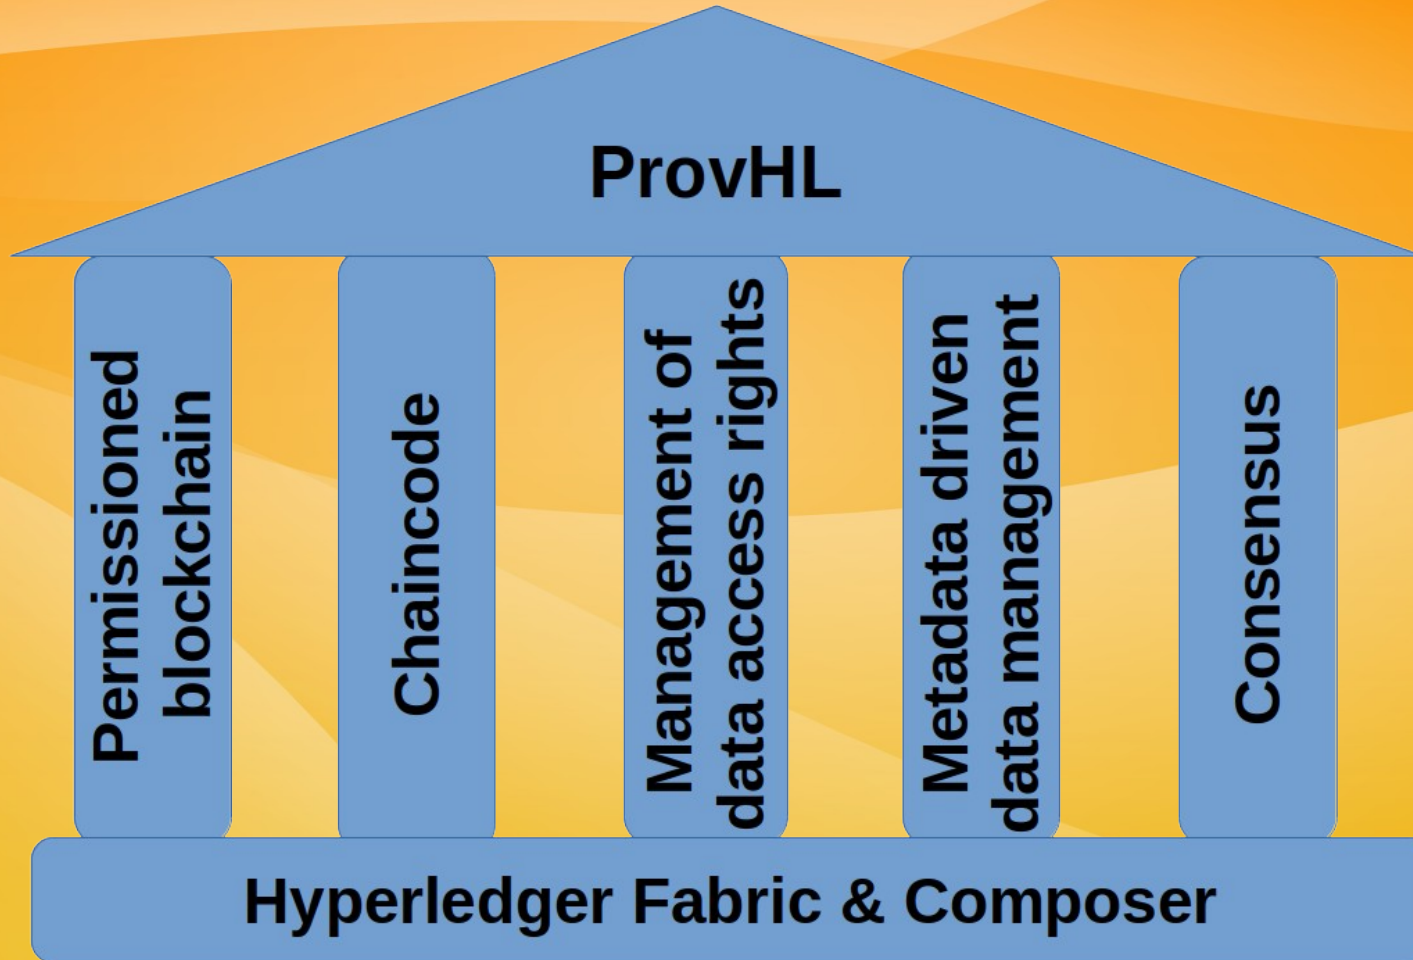 ProvHL
Permissioned
blockchain
Chaincode
Management of
data access rights
Metadata driven
data management
Consensus
Hyperledger Fabric & Composer